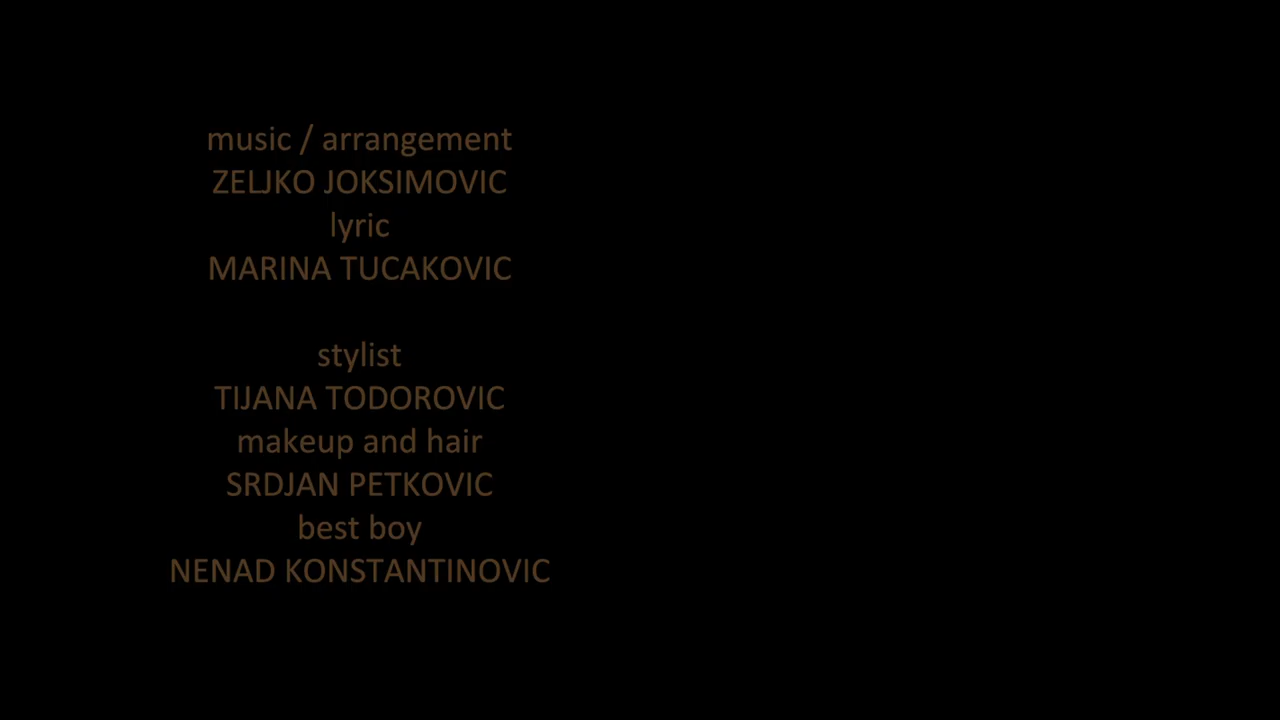 music / arrangement
ZELJKO JOKSIMOVIC
lyric
MARINA TUCAKOVIC
stylist
TIJANA TODOROVIC
makeup and hair
SRDJAN PETKOVIC
best boy
NENAD KONSTANTINOVIC